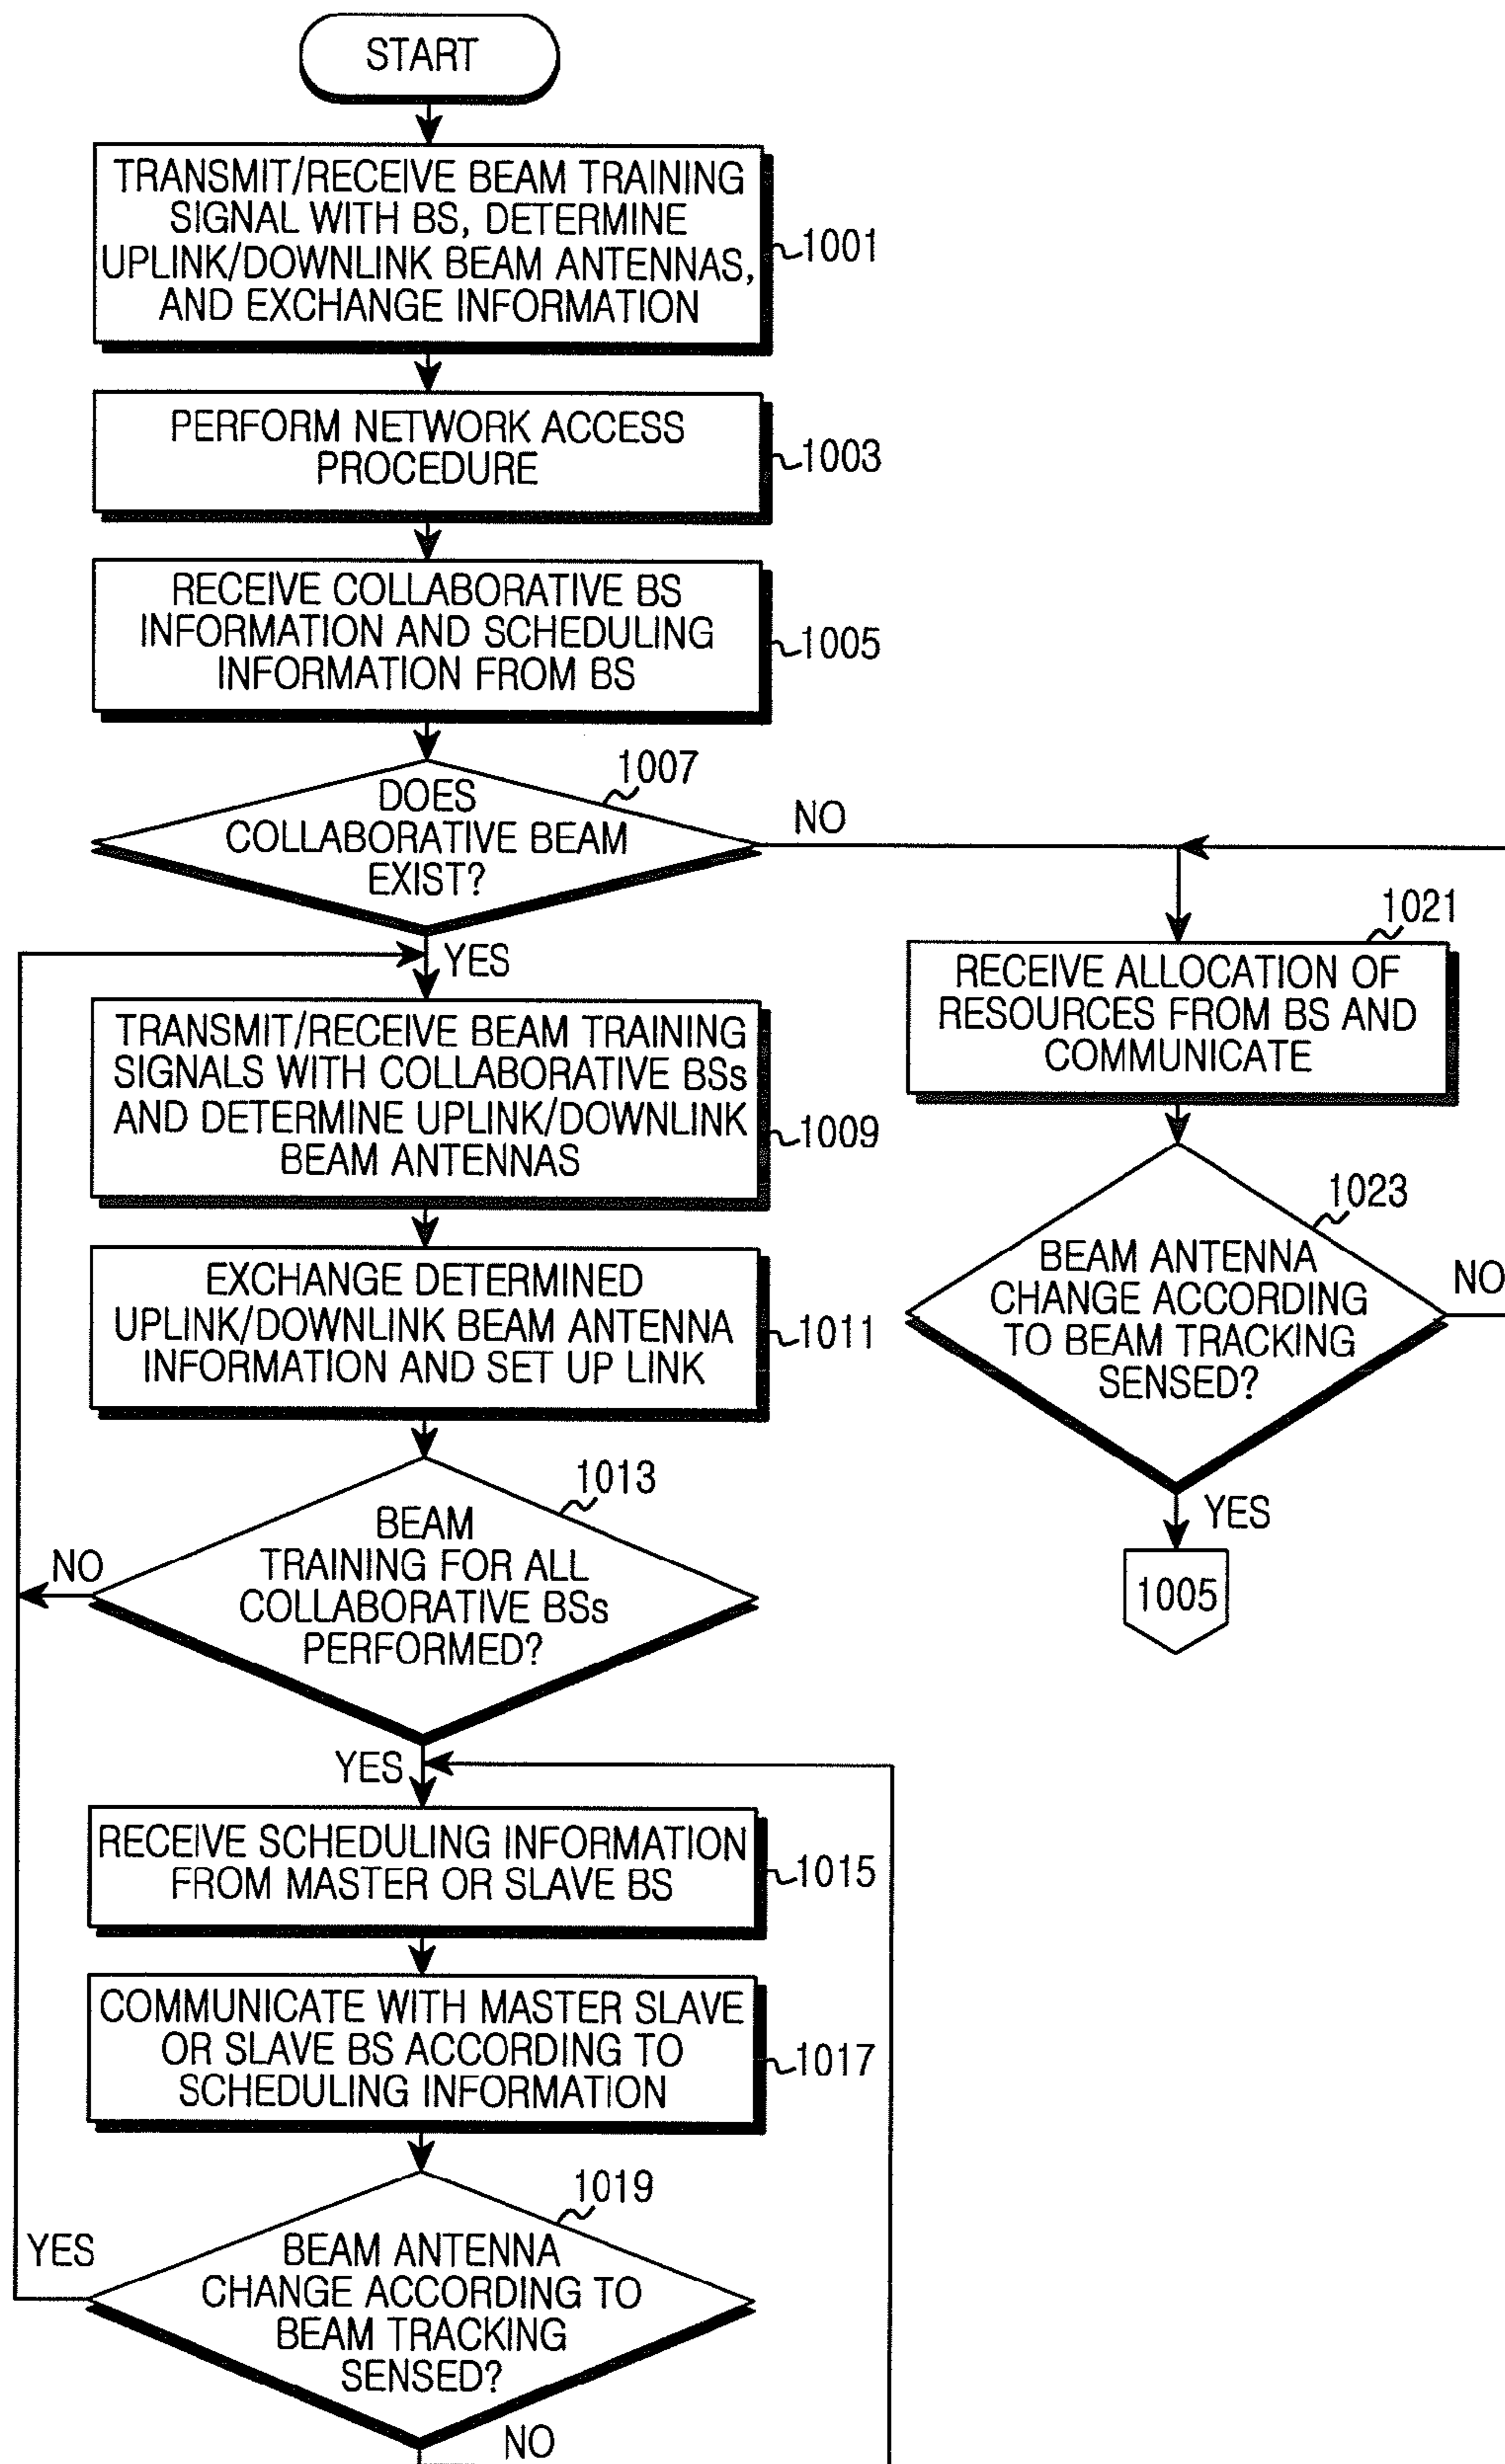 START
TRANSMIT/RECEIVE BEAM TRAINING
SIGNAL WITH BS, DETERMINE
UPLINK/DOWNLINK BEAM ANTENNAS,
AND EXCHANGE INFORMATION
1001
PERFORM NETWORK ACCESS
PROCEDURE
1003
RECEIVE COLLABORATIVE BS
INFORMATION AND SCHEDULING
INFORMATION FROM BS
1005
1007
DOES
COLLABORATIVE BEAM
EXIST?
NO
YES
TRANSMIT/RECEIVE BEAM TRAINING
SIGNALS WITH COLLABORATIVE BSs
AND DETERMINE UPLINK/DOWNLINK
BEAM ANTENNAS
1009
EXCHANGE DETERMINED
UPLINK/DOWNLINK BEAM ANTENNA
INFORMATION AND SET UP LINK
1011
1013
BEAM
TRAINING FOR ALL
COLLABORATIVE BSs
PERFORMED?
NO
YES
RECEIVE SCHEDULING INFORMATION
FROM MASTER OR SLAVE BS
1015
COMMUNICATE WITH MASTER SLAVE
OR SLAVE BS ACCORDING TO
SCHEDULING INFORMATION
1017
1019
BEAM ANTENNA
CHANGE ACCORDING TO
BEAM TRACKING
SENSED?
YES
NO
1021
RECEIVE ALLOCATION OF
RESOURCES FROM BS AND
COMMUNICATE
1023
BEAM ANTENNA
CHANGE ACCORDING
TO BEAM TRACKING
SENSED?
NO
YES
1005